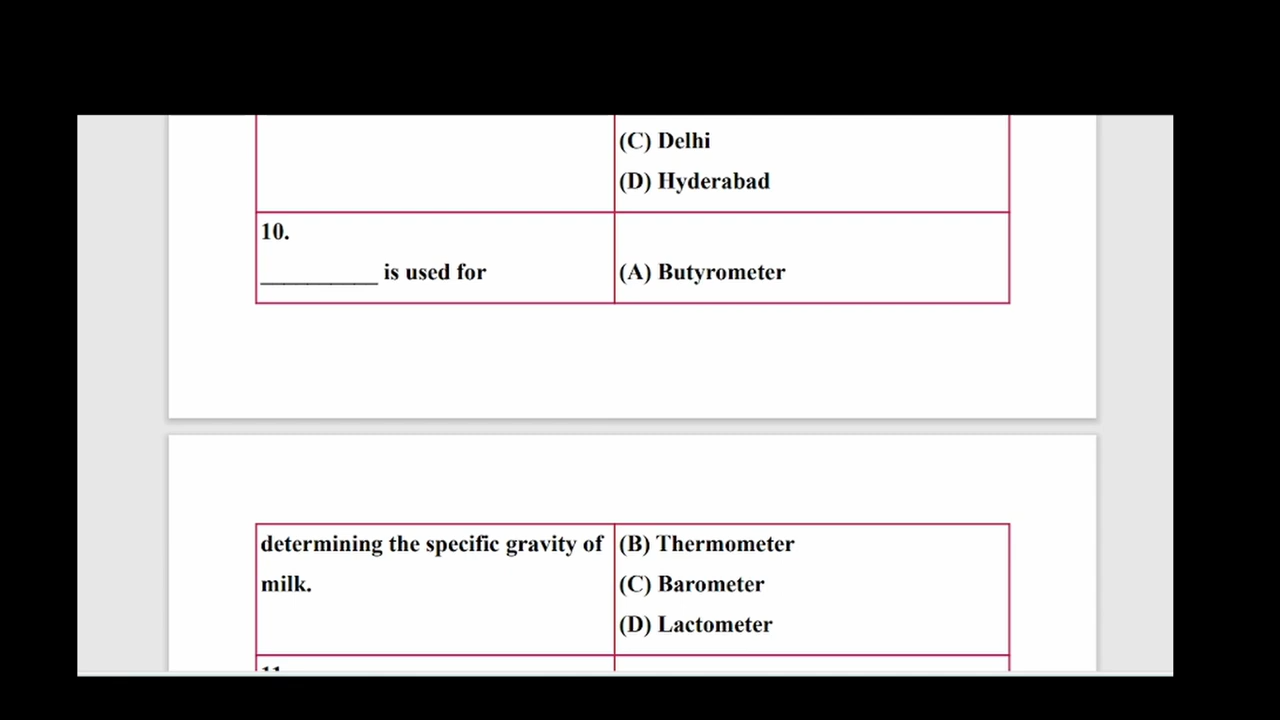 (C) Delhi
(D) Hyderabad
10.
__________ is used for
(A) Butyrometer
determining the specific gravity of
milk.
(B) Thermometer
(C) Barometer
(D) Lactometer